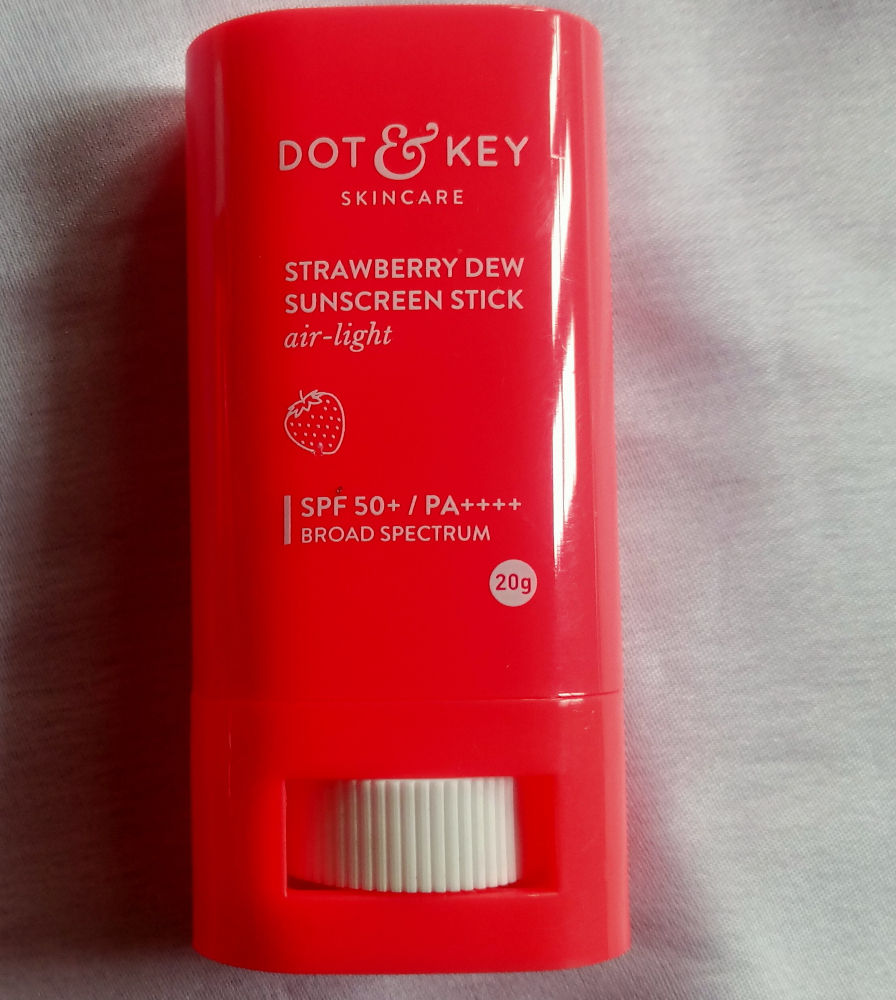 DOT & KEY
SKINCARE
STRAWBERRY DEW
SUNSCREEN STICK
air-light
SPF 50+ / PA++++
BROAD SPECTRUM
20g